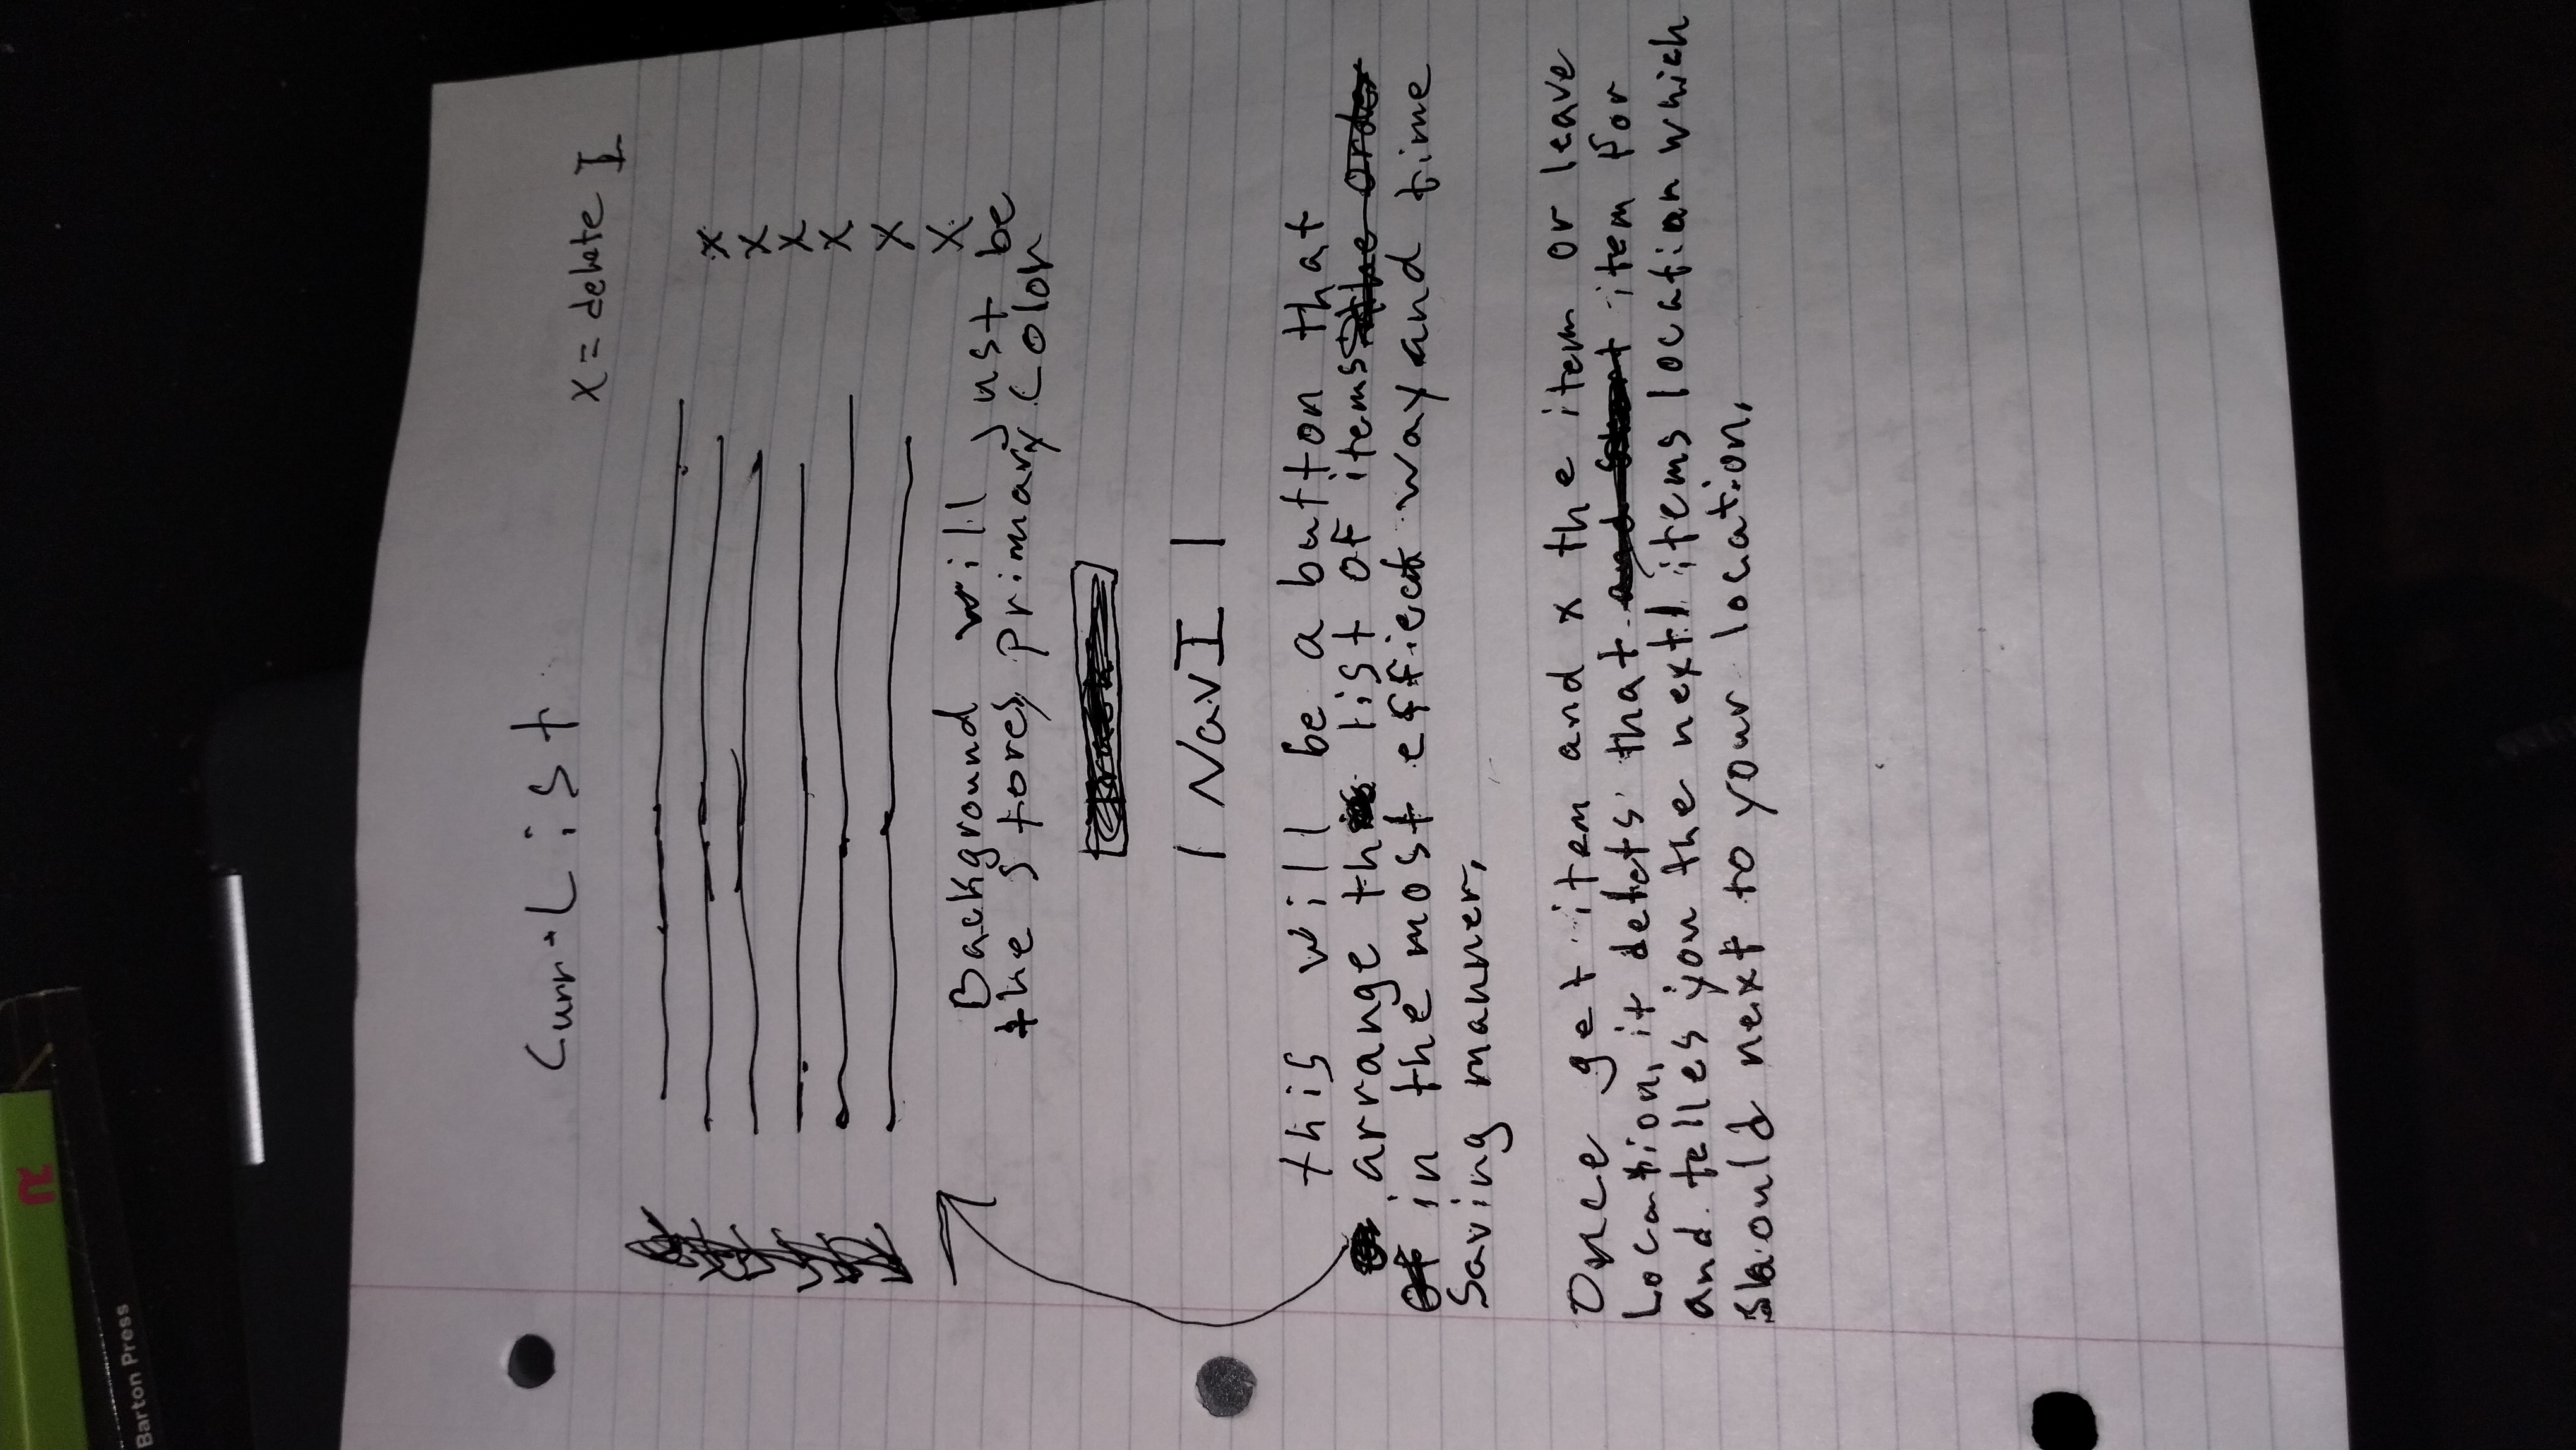 Barton Press
Curr. List
X = delete I
X
X
X
X
X
X
Background will just be
the stores, primary color
| NavI |
this will be a button that
arrange the list of items
in the most effiect way and time
Saving manner,
Once get item and x the item or leave
Location, it detets that item for
and telles you the next items location which
should next to your location.